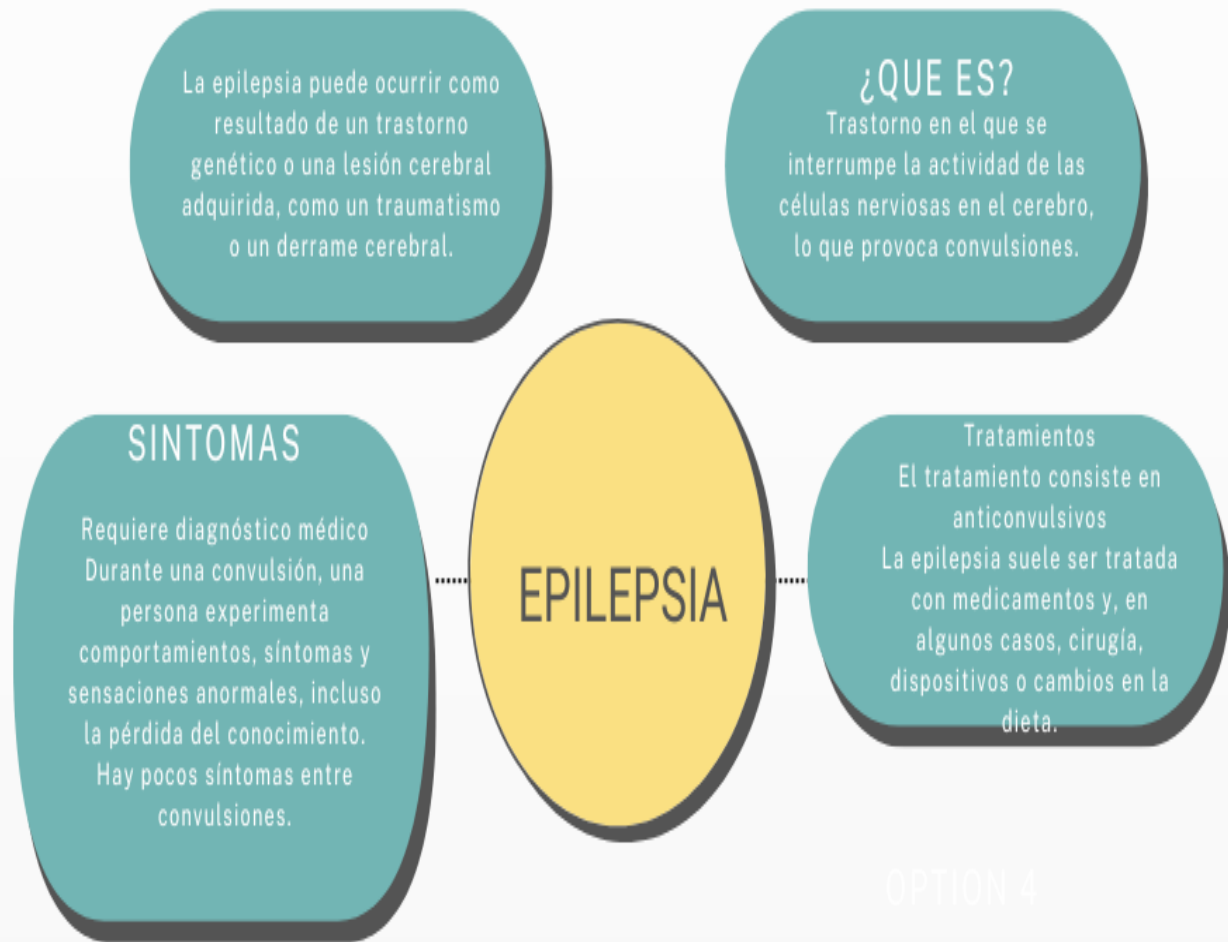 La epilepsia puede ocurrir como
resultado de un trastorno
genético o una lesión cerebral
adquirida, como un traumatismo
o un derrame cerebral.
¿QUE ES?
Trastorno en el que se
interrumpe la actividad de las
células nerviosas en el cerebro,
lo que provoca convulsiones.
SINTOMAS
Requiere diagnóstico médico
Durante una convulsión, una
persona experimenta
comportamientos, síntomas y
sensaciones anormales, incluso
la pérdida del conocimiento.
Hay pocos síntomas entre
convulsiones.
EPILEPSIA
Tratamientos
El tratamiento consiste en
anticonvulsivos
La epilepsia suele ser tratada
con medicamentos y, en
algunos casos, cirugía,
dispositivos o cambios en la
dieta.
OPTION 4